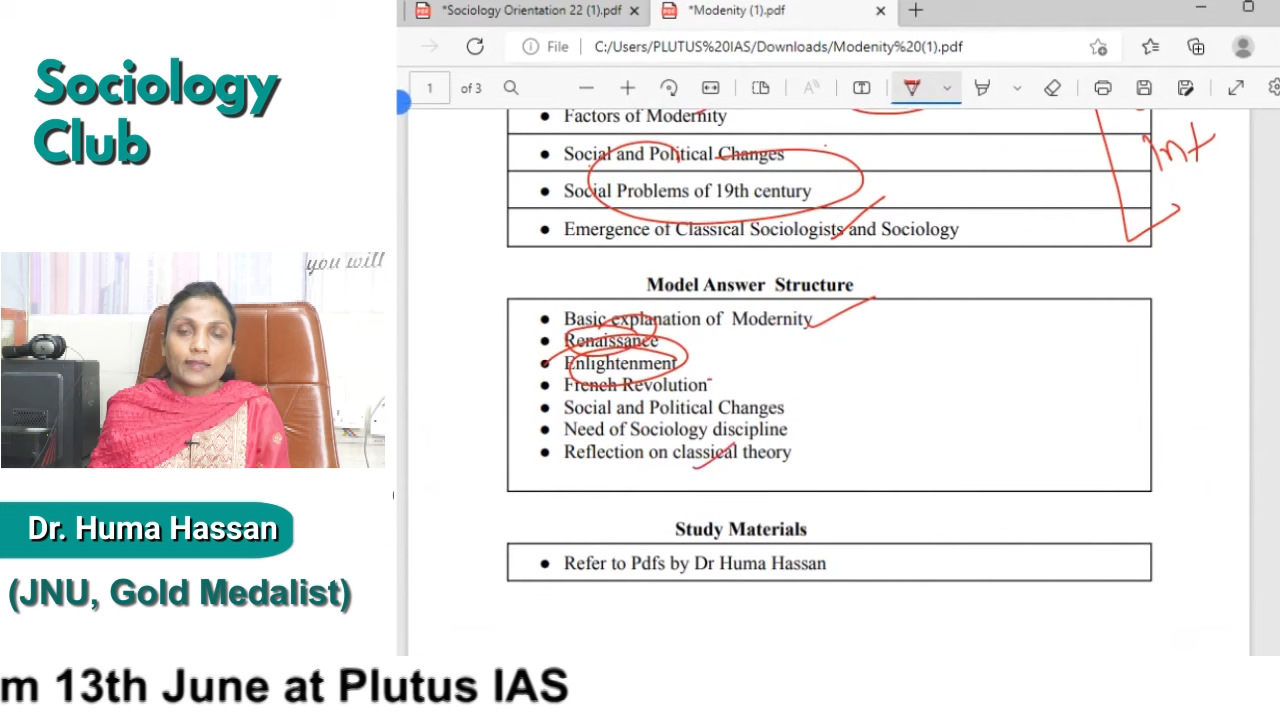 Sociology
Club
*Sociology Orientation 22 (1).pdf
*Modenity (1).pdf
File
C:/Users/PLUTUS%20IAS/Downloads/Modenity%20(1).pdf
1 of 3
Factors of Modernity
Social and Political Changes
Social Problems of 19th century
Emergence of Classical Sociologists and Sociology
Int
Model Answer Structure
Basic explanation of Modernity
Renaissance
Enlightenment
French Revolution
Social and Political Changes
Need of Sociology discipline
Reflection on classical theory
Study Materials
Refer to Pdfs by Dr Huma Hassan
you will
Dr. Huma Hassan
(JNU, Gold Medalist)
m 13th June at Plutus IAS